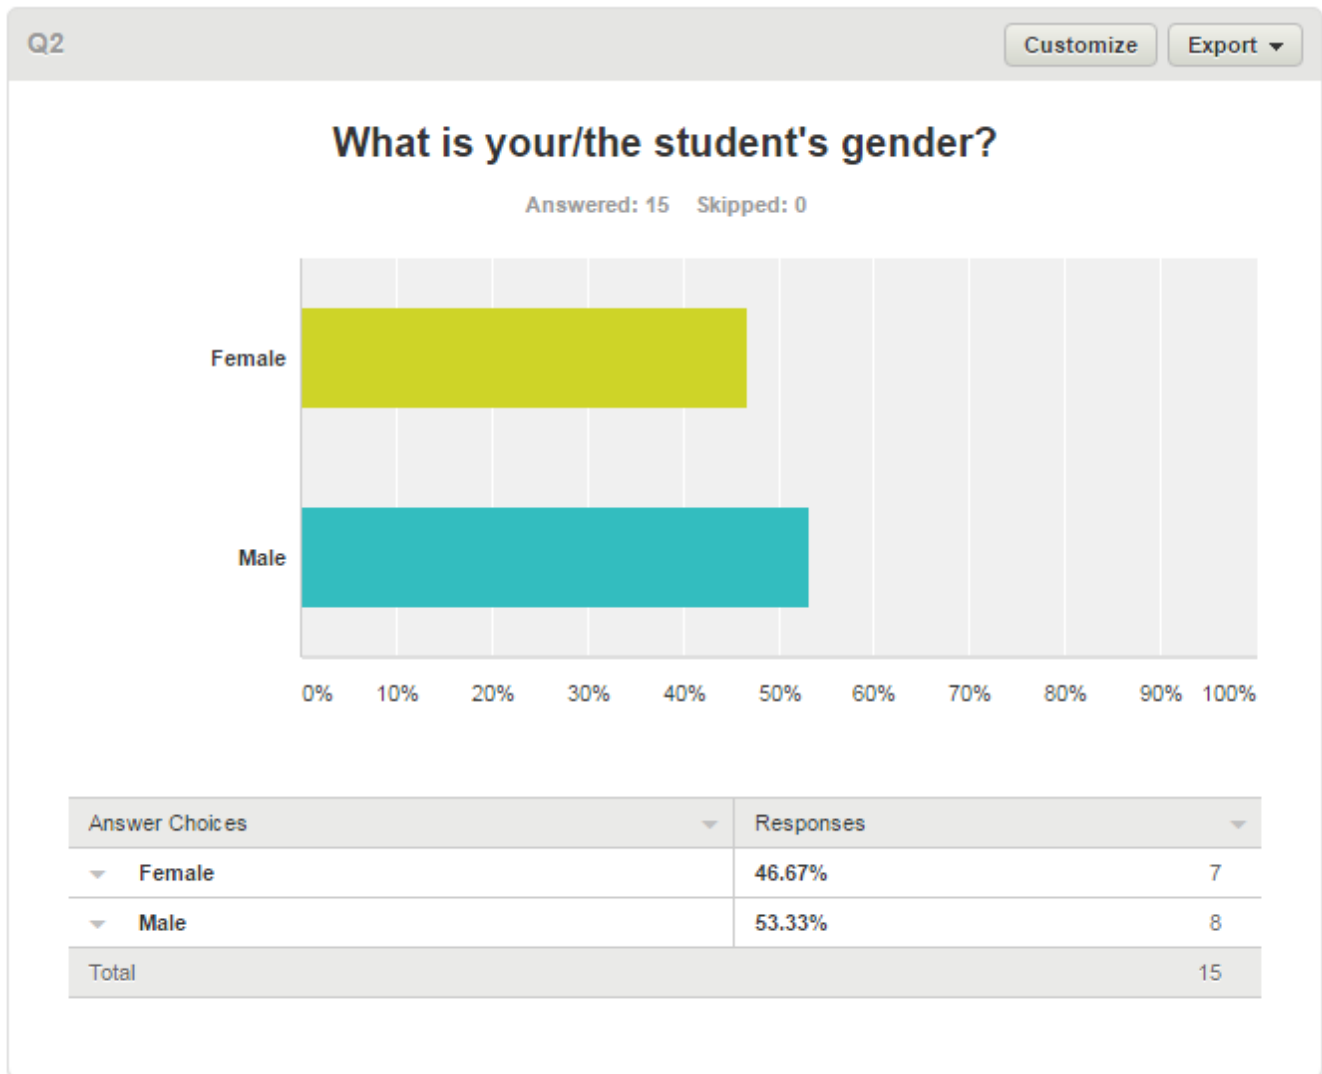 Q2 Customize Export
What is your/the student's gender?
Answered: 15 Skipped: 0
Female
Male
0% 10% 20% 30% 40% 50% 60% 70% 80% 90% 100%
Answer Choices Responses
Female 46.67% 7
Male 53.33% 8
Total 15